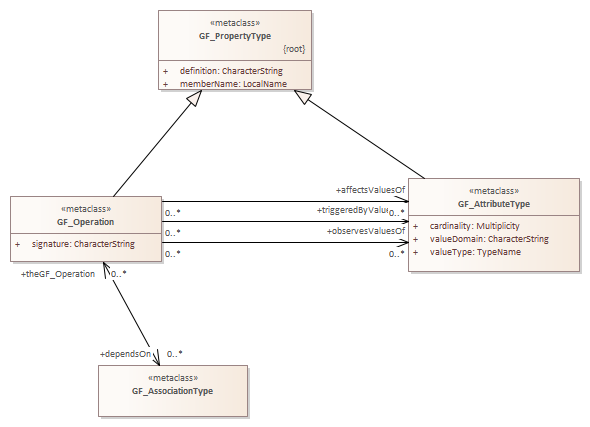 «metaclass»
GF_PropertyType
{root}
+ definition: CharacterString
+ memberName: LocalName
+affectsValuesOf
«metaclass»
GF_Operation
+ signature: CharacterString
«metaclass»
GF_AttributeType
+ cardinality: Multiplicity
+ valueDomain: CharacterString
+ valueType: TypeName
0..*
+triggeredByValue
0..*
0..*
+observesValuesOf
0..*
0..*
+theGF_Operation
0..*
+dependsOn
0..*
«metaclass»
GF_AssociationType